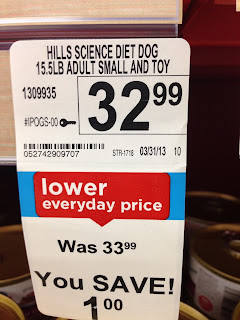 HILLS SCIENCE DIET DOG
15.5LB ADULT SMALL AND TOY
1309935
32.99
#IPOGS-00
052742909707 STR-1718 03/31/13 10
lower
everyday price
Was 33.99
You SAVE!
1.00